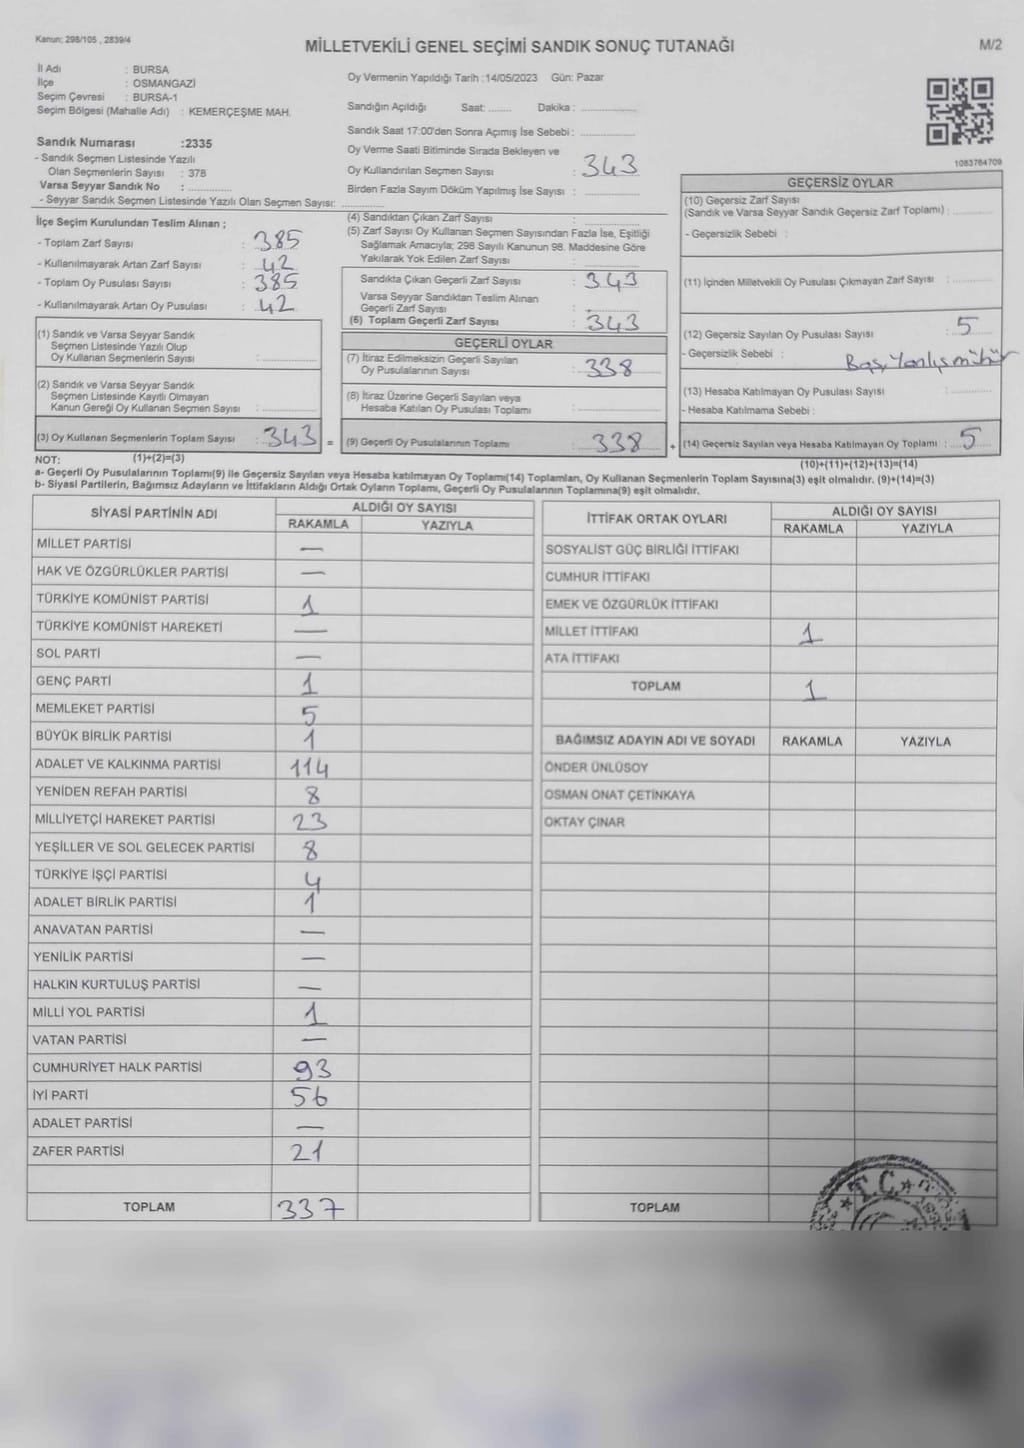 Kanun; 298/105 , 2839/4
MİLLETVEKİLİ GENEL SEÇİMİ SANDIK SONUÇ TUTANAĞI
M/2
İl Adı : BURSA
İlçe : OSMANGAZİ
Seçim Çevresi : BURSA-1
Seçim Bölgesi (Mahalle Adı) : KEMERÇEŞME MAH.
Sandık Numarası :2335
- Sandık Seçmen Listesinde Yazılı
Olan Seçmenlerin Sayısı : 378
Varsa Seyyar Sandık No : ..............
- Seyyar Sandık Seçmen Listesinde Yazılı Olan Seçmen Sayısı: ..............
Oy Vermenin Yapıldığı Tarih :14/05/2023 Gün: Pazar
Sandığın Açıldığı Saat: ........ Dakika : ..................
Sandık Saat 17:00'den Sonra Açımış İse Sebebi : ..................
Oy Verme Saati Bitiminde Sırada Bekleyen ve
Oy Kullandırılan Seçmen Sayısı : 343
Birden Fazla Sayım Döküm Yapılmış İse Sayısı : ..................
1083764709
İlçe Seçim Kurulundan Teslim Alınan ;
- Toplam Zarf Sayısı : 385
- Kullanılmayarak Artan Zarf Sayısı : 42
- Toplam Oy Pusulası Sayısı : 385
- Kullanılmayarak Artan Oy Pusulası : 42
(1) Sandık ve Varsa Seyyar Sandık
Seçmen Listesinde Yazılı Olup
Oy Kullanan Seçmenlerin Sayısı : ..................
(2) Sandık ve Varsa Seyyar Sandık
Seçmen Listesinde Kayıtlı Olmayan
Kanun Gereği Oy Kullanan Seçmen Sayısı : ..................
(3) Oy Kullanan Seçmenlerin Toplam Sayısı : 343 =
(4) Sandıktan Çıkan Zarf Sayısı : ..................
(5) Zarf Sayısı Oy Kullanan Seçmen Sayısından Fazla İse, Eşitliği
Sağlamak Amacıyla; 298 Sayılı Kanunun 98. Maddesine Göre
Yakılarak Yok Edilen Zarf Sayısı : ..................
Sandıkta Çıkan Geçerli Zarf Sayısı : 343
Varsa Seyyar Sandıktan Teslim Alınan
Geçerli Zarf Sayısı : ..................
(6) Toplam Geçerli Zarf Sayısı : 343
GEÇERLİ OYLAR
(7) İtiraz Edilmeksizin Geçerli Sayılan
Oy Pusulalarının Sayısı : 338
(8) İtiraz Üzerine Geçerli Sayılan veya
Hesaba Katılan Oy Pusulası Toplamı : ..................
(9) Geçerli Oy Pusulalarının Toplamı : 338 +
GEÇERSİZ OYLAR
(10) Geçersiz Zarf Sayısı
(Sandık ve Varsa Seyyar Sandık Geçersiz Zarf Toplamı) : ..........
- Geçersizlik Sebebi :
(11) İçinden Milletvekili Oy Pusulası Çıkmayan Zarf Sayısı : ..........
(12) Geçersiz Sayılan Oy Pusulası Sayısı : 5
- Geçersizlik Sebebi : Boş, Yanlış mühür
(13) Hesaba Katılmayan Oy Pusulası Sayısı : ..........
- Hesaba Katılmama Sebebi :
(14) Geçersiz Sayılan veya Hesaba Katılmayan Oy Toplamı : 5
NOT: (1)+(2)=(3) (10)+(11)+(12)+(13)=(14)
a- Geçerli Oy Pusulalarının Toplamı(9) ile Geçersiz Sayılan veya Hesaba katılmayan Oy Toplamı(14) Toplamları, Oy Kullanan Seçmenlerin Toplam Sayısına(3) eşit olmalıdır. (9)+(14)=(3)
b- Siyasi Partilerin, Bağımsız Adayların ve İttifakların Aldığı Ortak Oyların Toplamı, Geçerli Oy Pusulalarının Toplamına(9) eşit olmalıdır.
SİYASİ PARTİNİN ADI ALDIĞI OY SAYISI
RAKAMLA YAZIYLA
MİLLET PARTİSİ —
HAK VE ÖZGÜRLÜKLER PARTİSİ —
TÜRKİYE KOMÜNİST PARTİSİ 1
TÜRKİYE KOMÜNİST HAREKETİ —
SOL PARTİ —
GENÇ PARTİ 1
MEMLEKET PARTİSİ 5
BÜYÜK BİRLİK PARTİSİ 1
ADALET VE KALKINMA PARTİSİ 114
YENİDEN REFAH PARTİSİ 8
MİLLİYETÇİ HAREKET PARTİSİ 23
YEŞİLLER VE SOL GELECEK PARTİSİ 8
TÜRKİYE İŞÇİ PARTİSİ 4
ADALET BİRLİK PARTİSİ 1
ANAVATAN PARTİSİ —
YENİLİK PARTİSİ —
HALKIN KURTULUŞ PARTİSİ —
MİLLİ YOL PARTİSİ 1
VATAN PARTİSİ —
CUMHURİYET HALK PARTİSİ 93
İYİ PARTİ 56
ADALET PARTİSİ —
ZAFER PARTİSİ 21
TOPLAM 337
İTTİFAK ORTAK OYLARI ALDIĞI OY SAYISI
RAKAMLA YAZIYLA
SOSYALİST GÜÇ BİRLİĞİ İTTİFAKI
CUMHUR İTTİFAKI
EMEK VE ÖZGÜRLÜK İTTİFAKI
MİLLET İTTİFAKI 1
ATA İTTİFAKI
TOPLAM 1
BAĞIMSIZ ADAYIN ADI VE SOYADI RAKAMLA YAZIYLA
ÖNDER ÜNLÜSOY
OSMAN ONAT ÇETİNKAYA
OKTAY ÇINAR
TOPLAM
T.C.